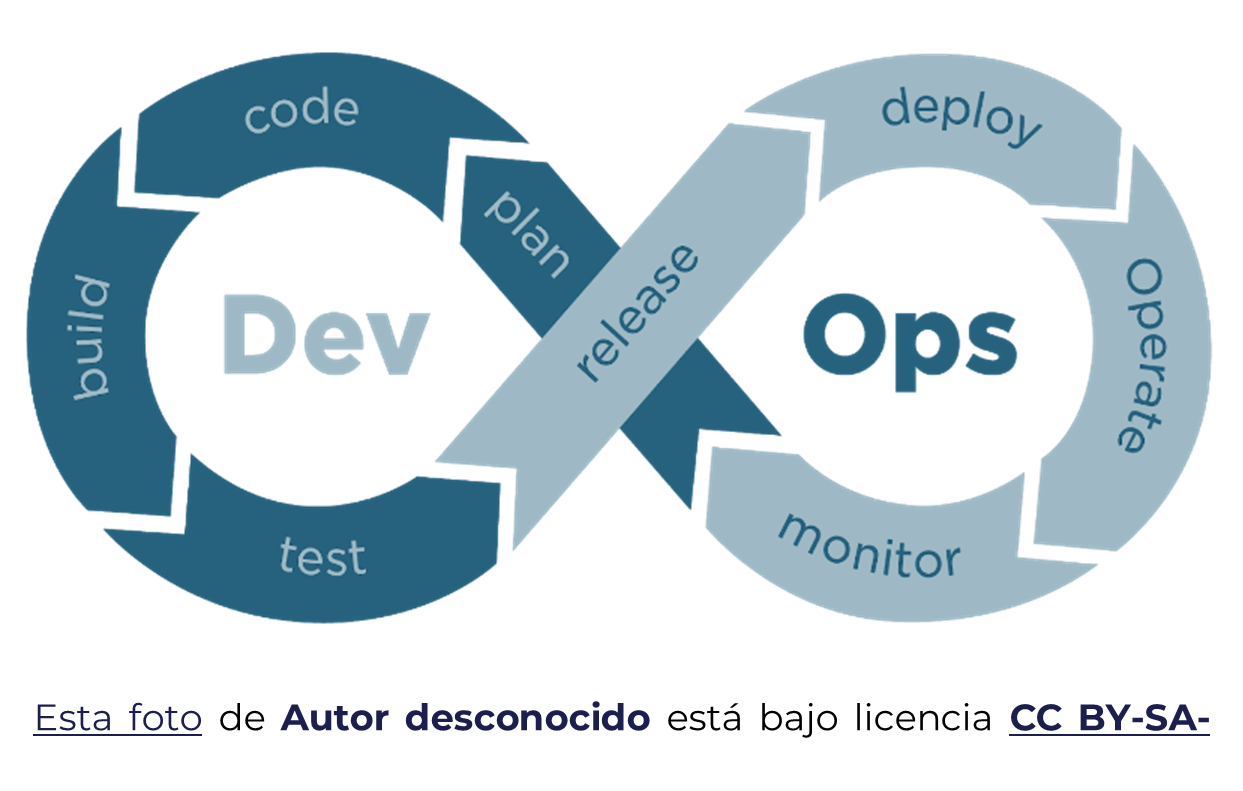 code
deploy
plan
release
build
Dev
Ops
Operate
test
monitor
Esta foto de Autor desconocido está bajo licencia CC BY-SA-